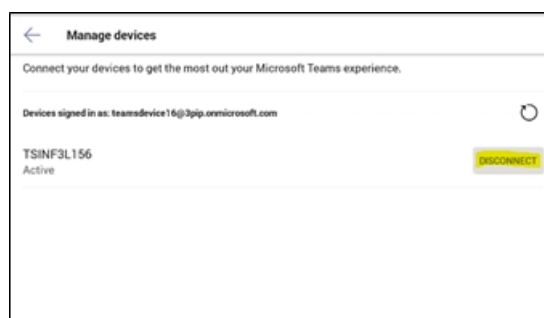 Manage devices
Connect your devices to get the most out your Microsoft Teams experience.
Devices signed in as: teamsdevice16@3pip.onmicrosoft.com
TSINF3L156
DISCONNECT
Active